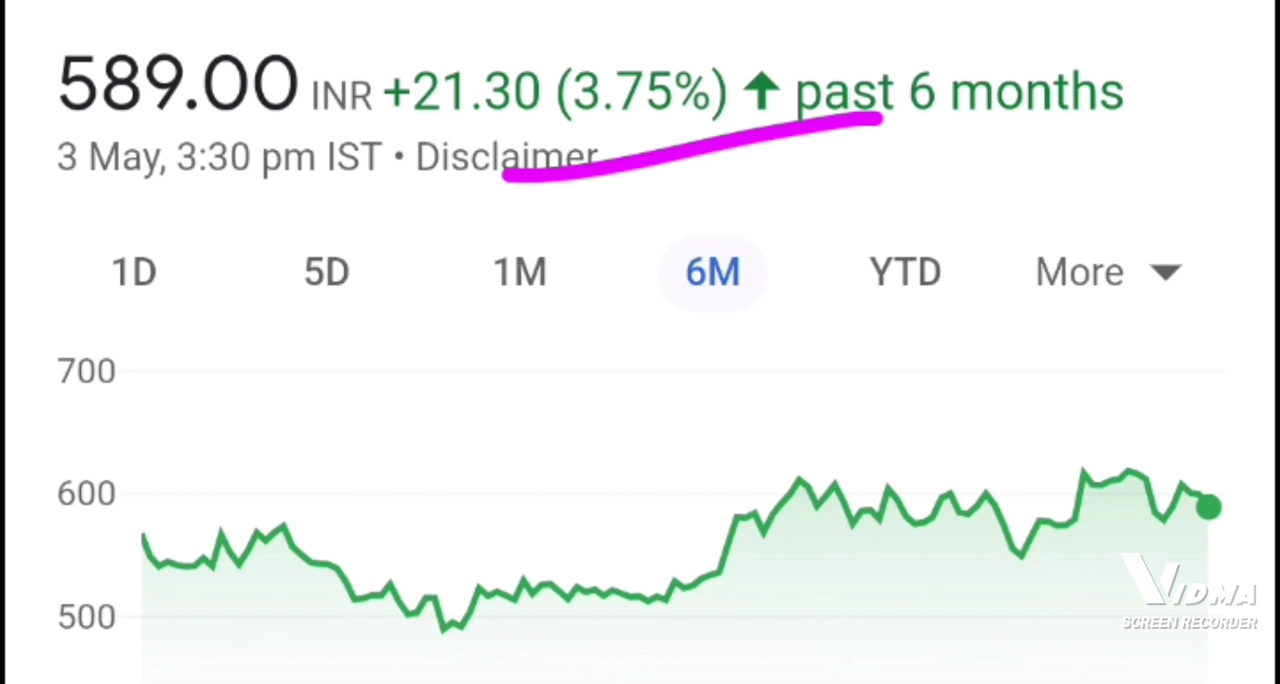 589.00 INR +21.30 (3.75%) ↑ past 6 months
3 May, 3:30 pm IST • Disclaimer
1D 5D 1M 6M YTD More
700
600
500
VIDMA
SCREEN RECORDER